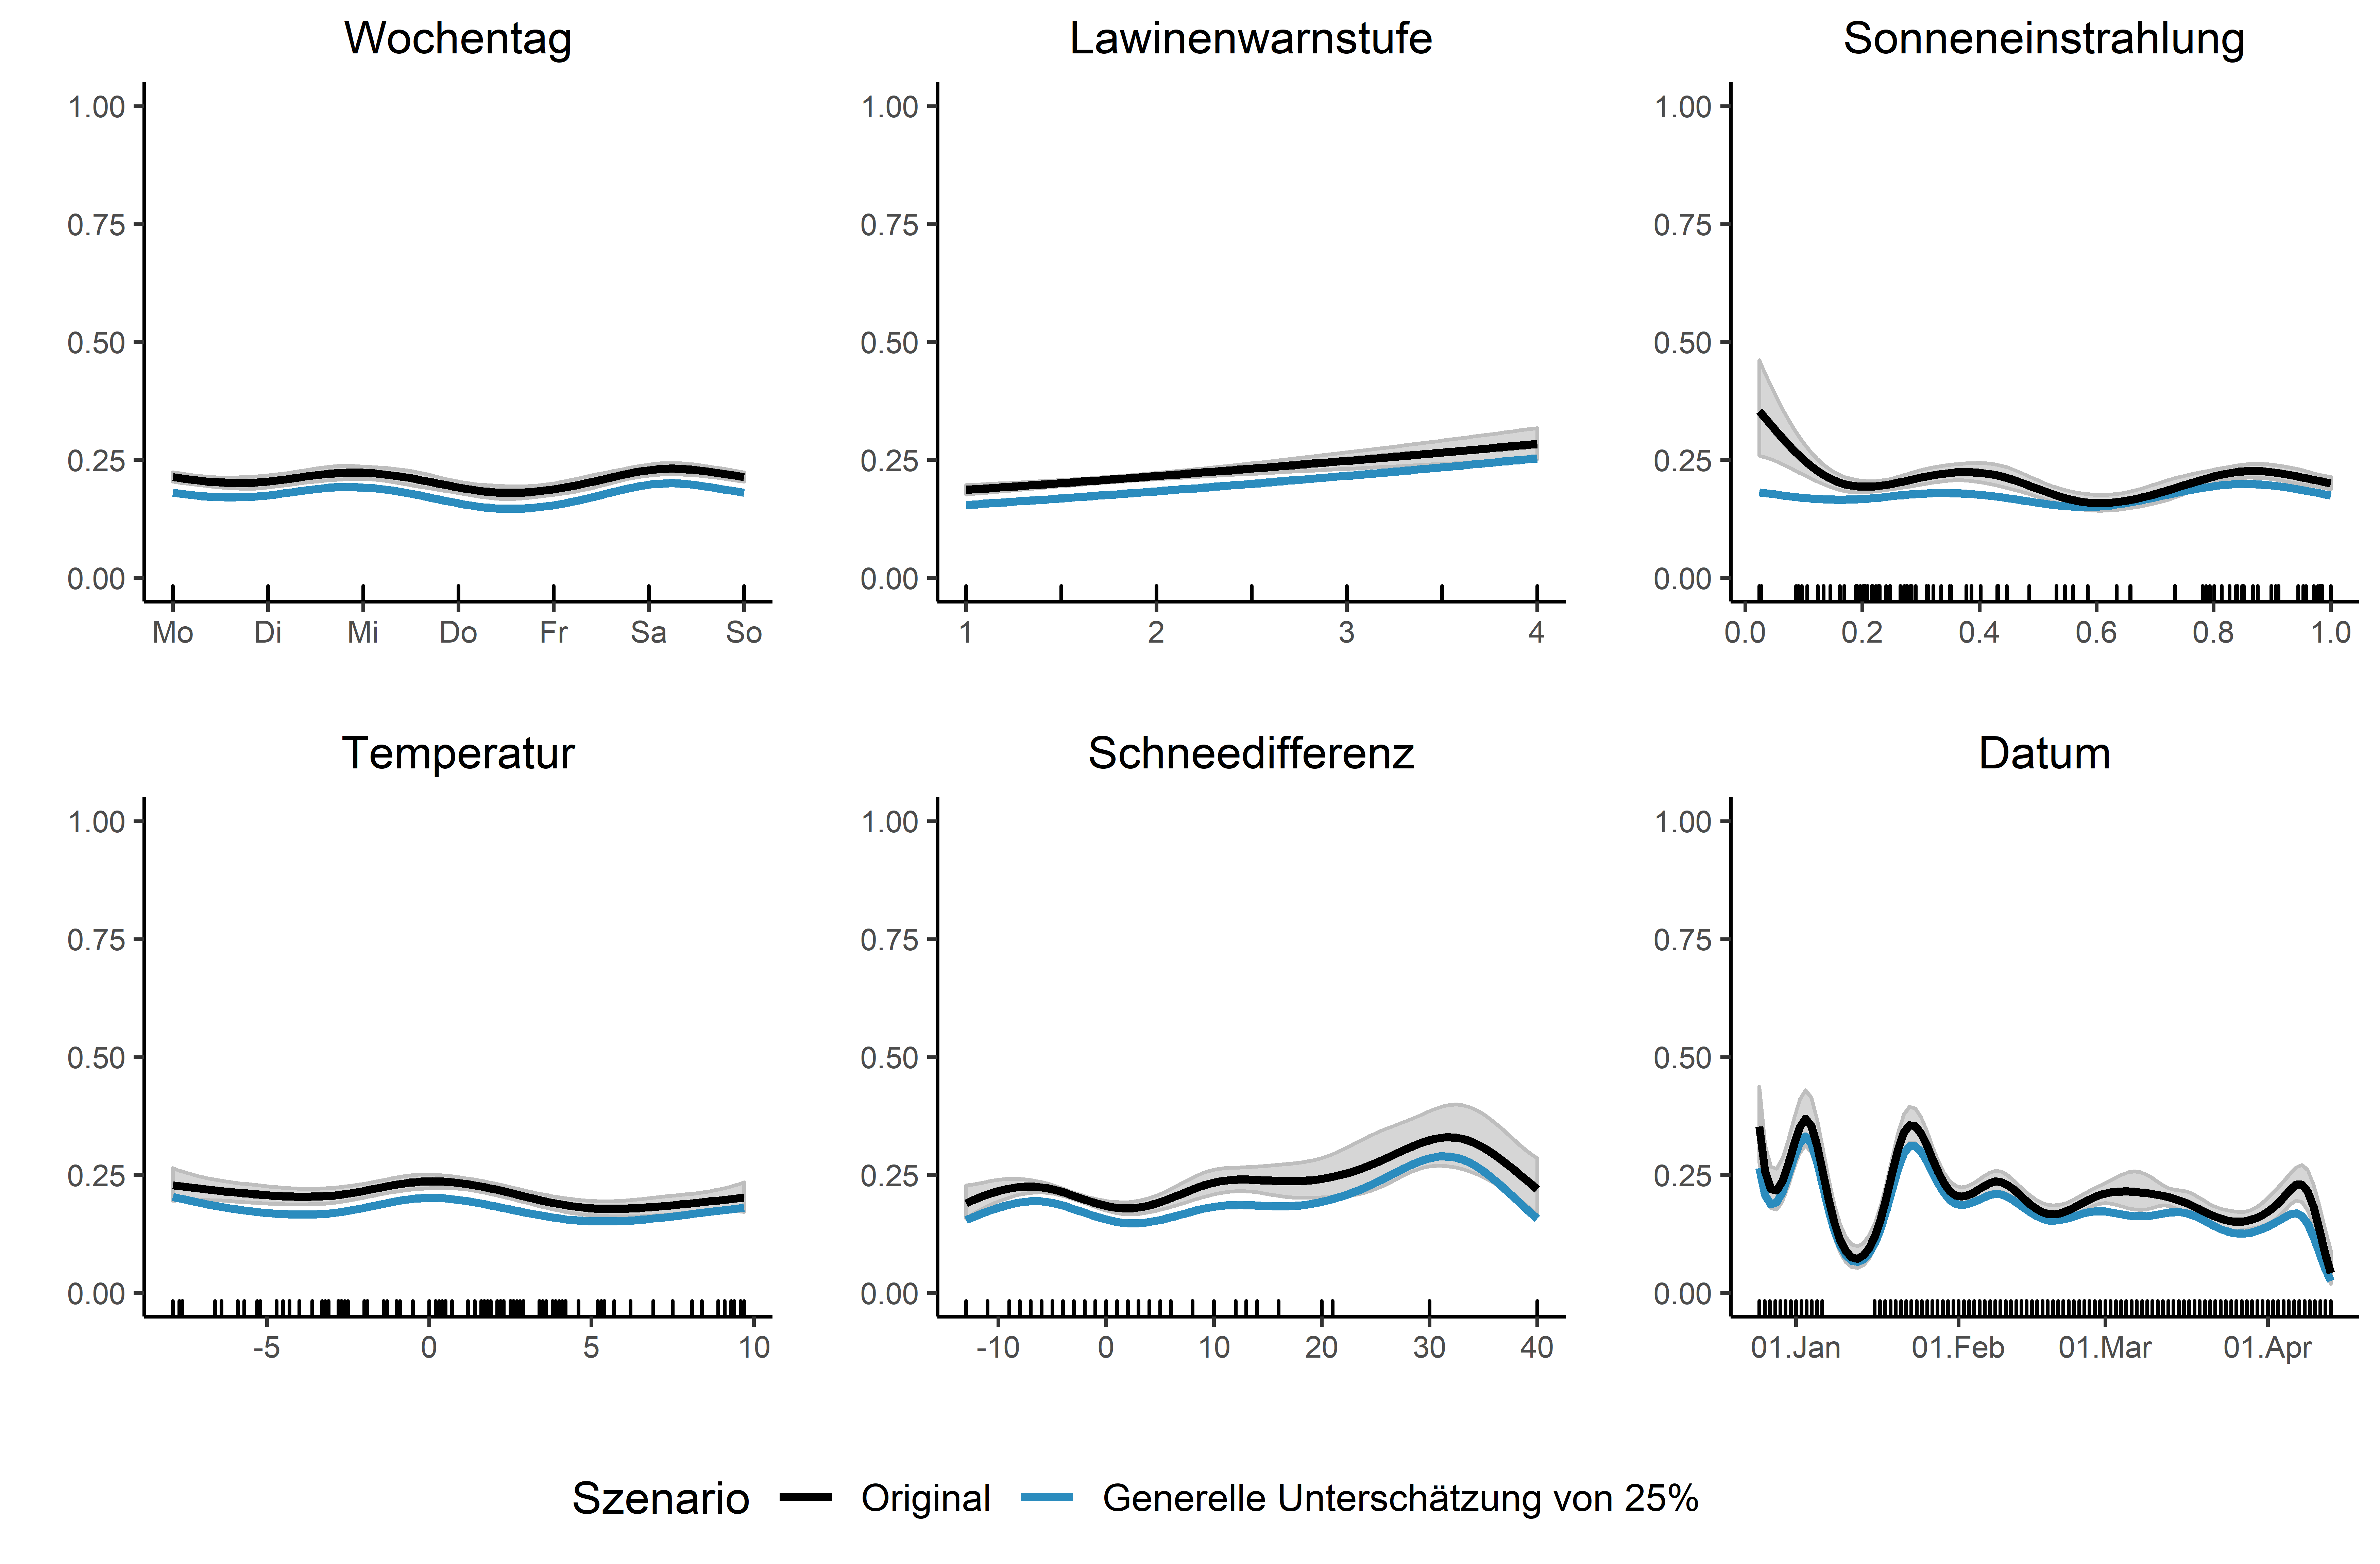 Wochentag
1.00
0.75
0.50
0.25
0.00
Mo Di Mi Do Fr Sa So
Lawinenwarnstufe
1.00
0.75
0.50
0.25
0.00
1 2 3 4
Sonneneinstrahlung
1.00
0.75
0.50
0.25
0.00
0.0 0.2 0.4 0.6 0.8 1.0
Temperatur
1.00
0.75
0.50
0.25
0.00
-5 0 5 10
Schneedifferenz
1.00
0.75
0.50
0.25
0.00
-10 0 10 20 30 40
Datum
1.00
0.75
0.50
0.25
0.00
01.Jan 01.Feb 01.Mar 01.Apr
Szenario Original Generelle Unterschätzung von 25%